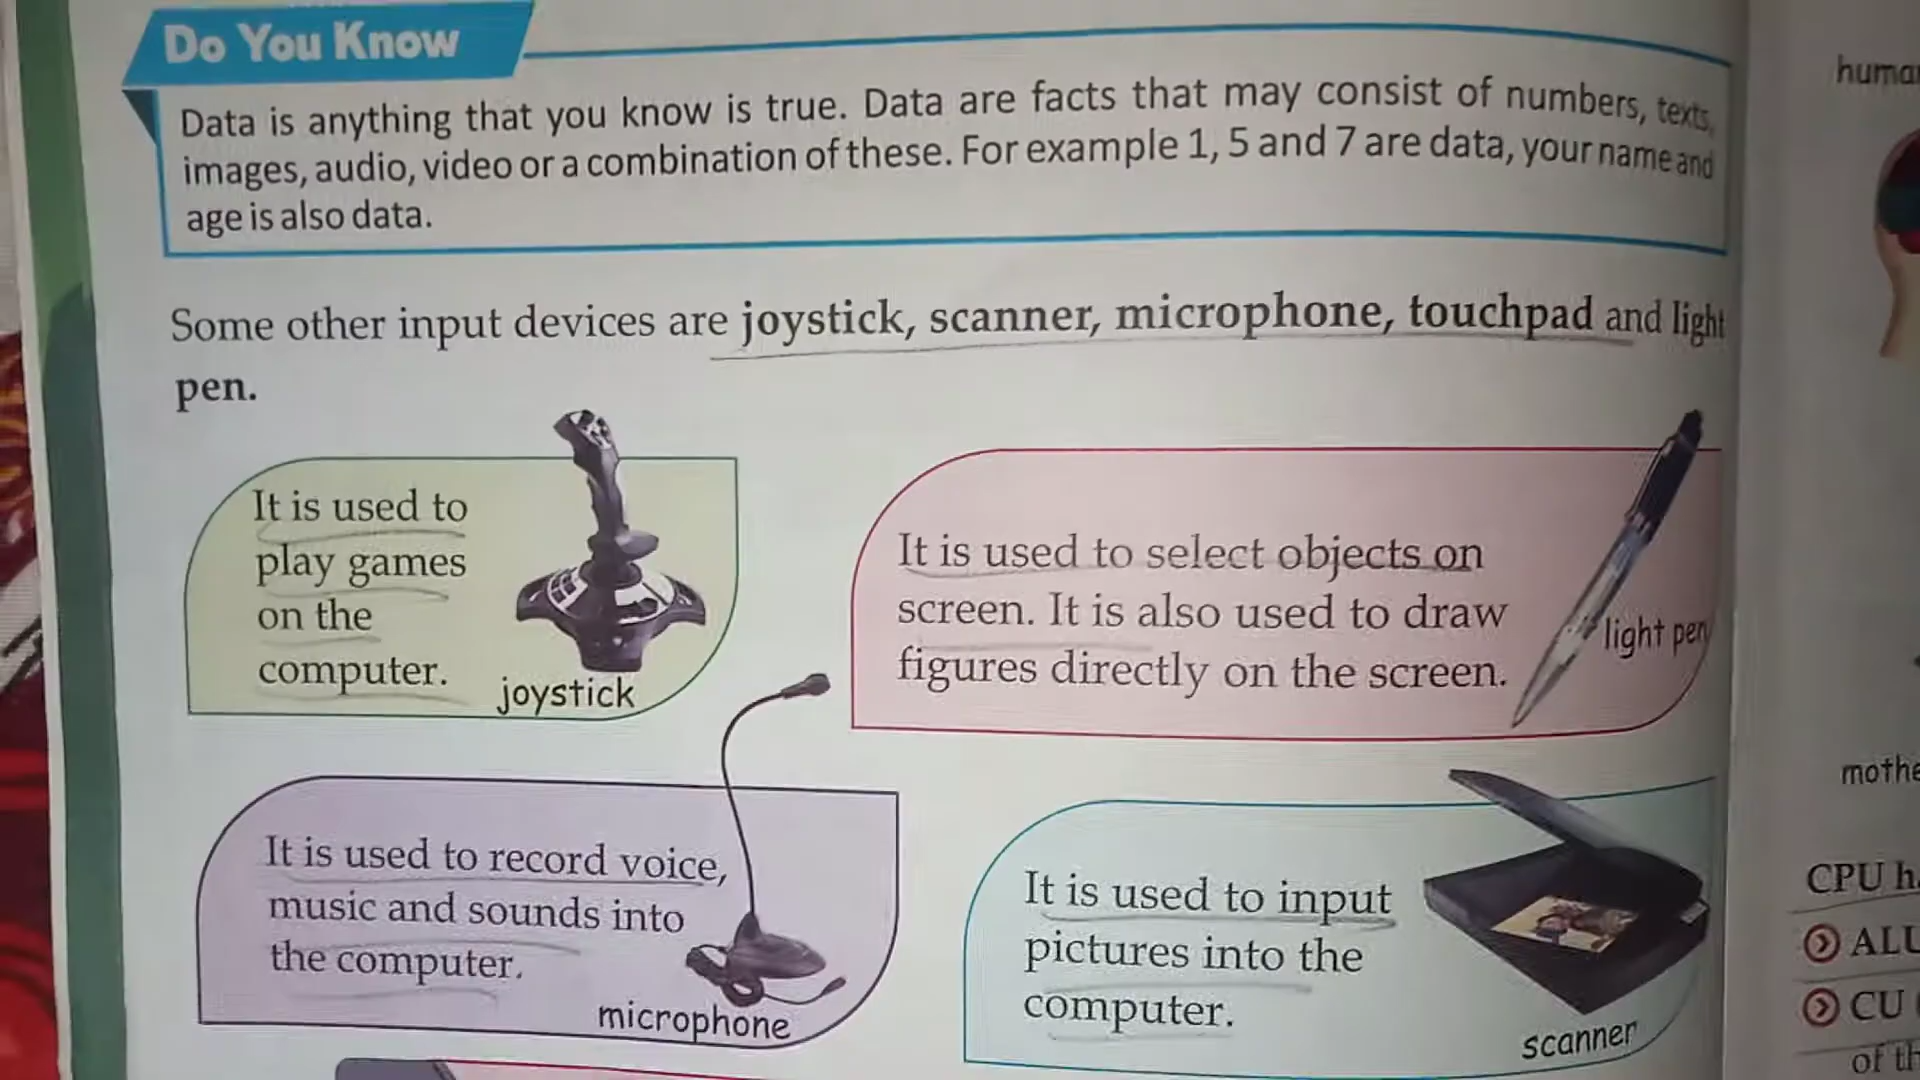 Do You Know
Data is anything that you know is true. Data are facts that may consist of numbers, texts,
images, audio, video or a combination of these. For example 1, 5 and 7 are data, your name and
age is also data.
Some other input devices are joystick, scanner, microphone, touchpad and light
pen.
It is used to
play games
on the
computer.
joystick
It is used to select objects on
screen. It is also used to draw
figures directly on the screen.
light pen
It is used to record voice,
music and sounds into
the computer.
microphone
It is used to input
pictures into the
computer.
scanner
CPU
ALU
CU